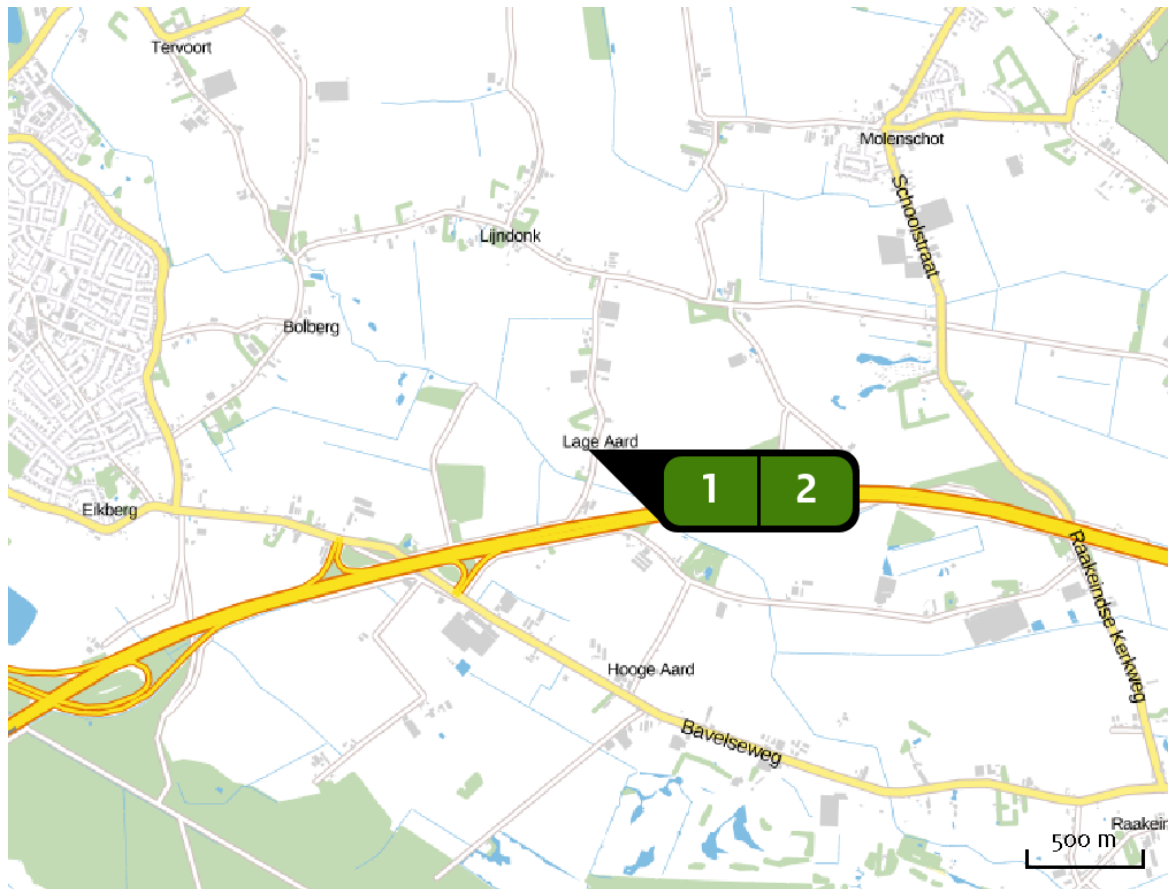 Tervoort
Molenschot
Schoolstraat
Lijndonk
Bolberg
Lage Aard
1
2
Eikberg
Raakeindse Kerkweg
Hooge Aard
Bavelseweg
Raakein
500 m